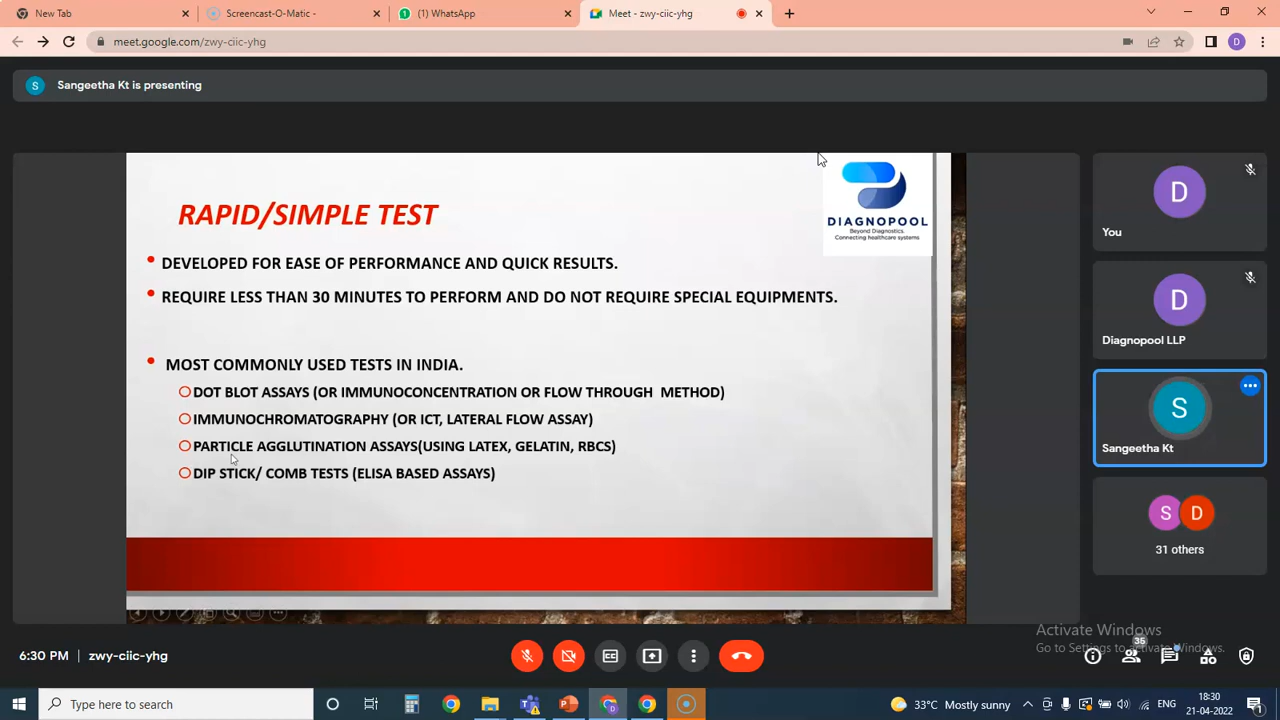 New Tab
Screencast-O-Matic
(1) WhatsApp
Meet - zwy-ciic-yhg
meet.google.com/zwy-ciic-yhg
D
S
Sangeetha Kt is presenting
DIAGNOPOOL
Beyond Diagnostics.
Connecting healthcare systems
RAPID/SIMPLE TEST
• DEVELOPED FOR EASE OF PERFORMANCE AND QUICK RESULTS.
• REQUIRE LESS THAN 30 MINUTES TO PERFORM AND DO NOT REQUIRE SPECIAL EQUIPMENTS.
• MOST COMMONLY USED TESTS IN INDIA.
DOT BLOT ASSAYS (OR IMMUNOCONCENTRATION OR FLOW THROUGH METHOD)
IMMUNOCHROMATOGRAPHY (OR ICT, LATERAL FLOW ASSAY)
PARTICLE AGGLUTINATION ASSAYS(USING LATEX, GELATIN, RBCS)
DIP STICK/ COMB TESTS (ELISA BASED ASSAYS)
D
You
D
Diagnopool LLP
S
Sangeetha Kt
S D
31 others
Activate Windows
Go to Settings to activate Windows.
6:30 PM zwy-ciic-yhg
CC
35
Type here to search
33°C Mostly sunny
ENG
18:30
21-04-2022